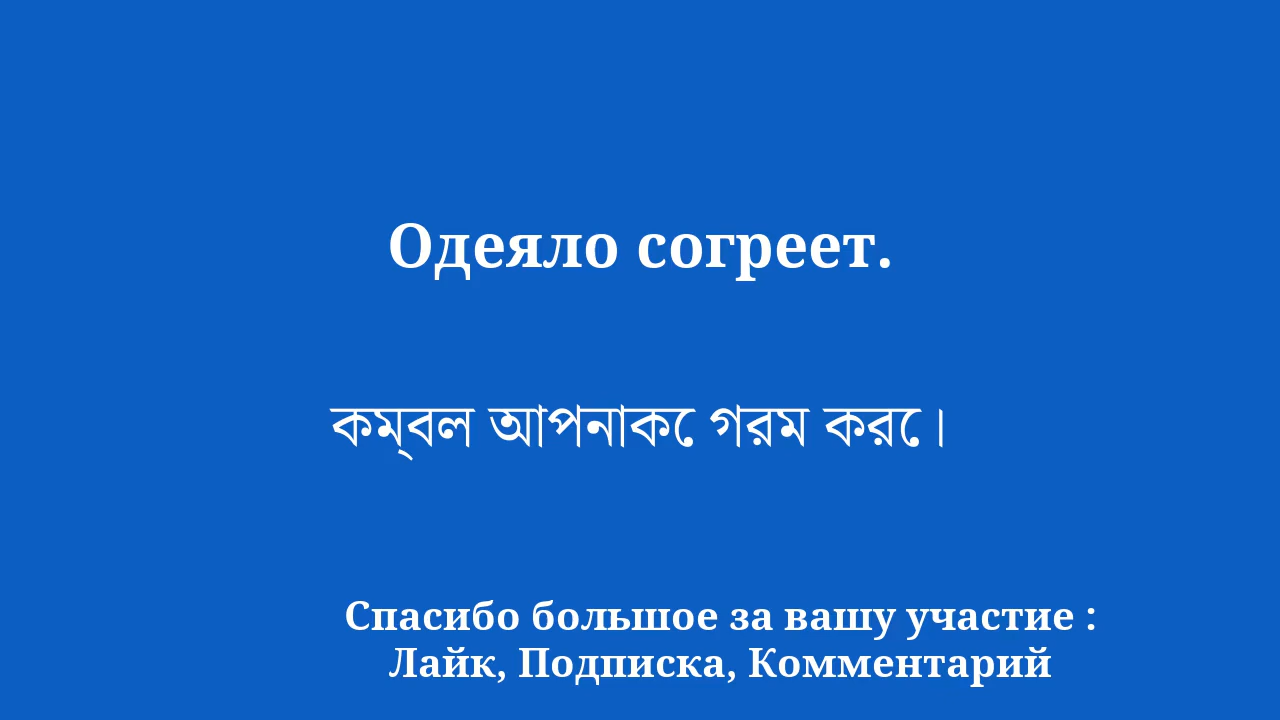 Одеяло согреет.
কম্বল আপনাকে গরম করে।
Спасибо большое за вашу участие :
Лайк, Подписка, Комментарий